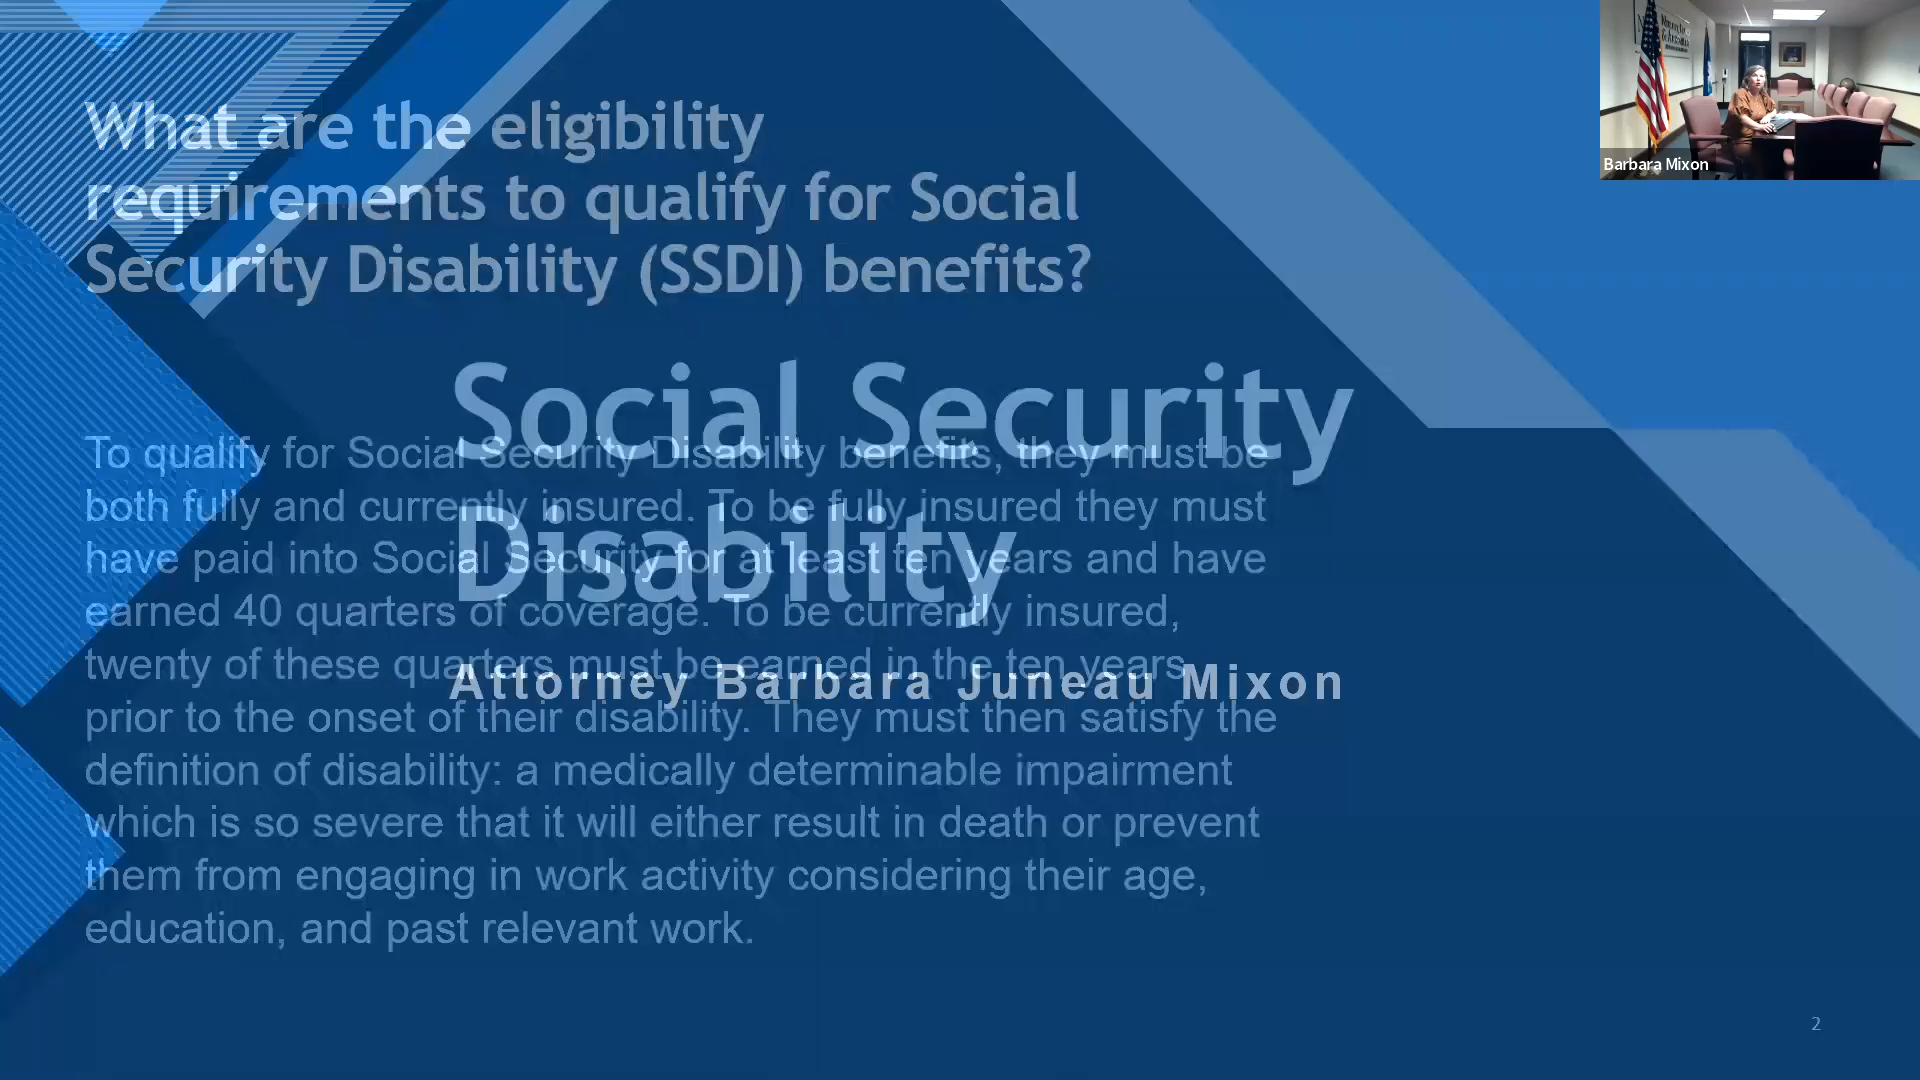 What are the eligibility
requirements to qualify for Social
Security Disability (SSDI) benefits?
Social Security
Disability
Attorney Barbara Juneau Mixon
To qualify for Social Security Disability benefits, they must be
both fully and currently insured. To be fully insured they must
have paid into Social Security for at least ten years and have
earned 40 quarters of coverage. To be currently insured,
twenty of these quarters must be earned in the ten years
prior to the onset of their disability. They must then satisfy the
definition of disability: a medically determinable impairment
which is so severe that it will either result in death or prevent
them from engaging in work activity considering their age,
education, and past relevant work.
Barbara Mixon
2